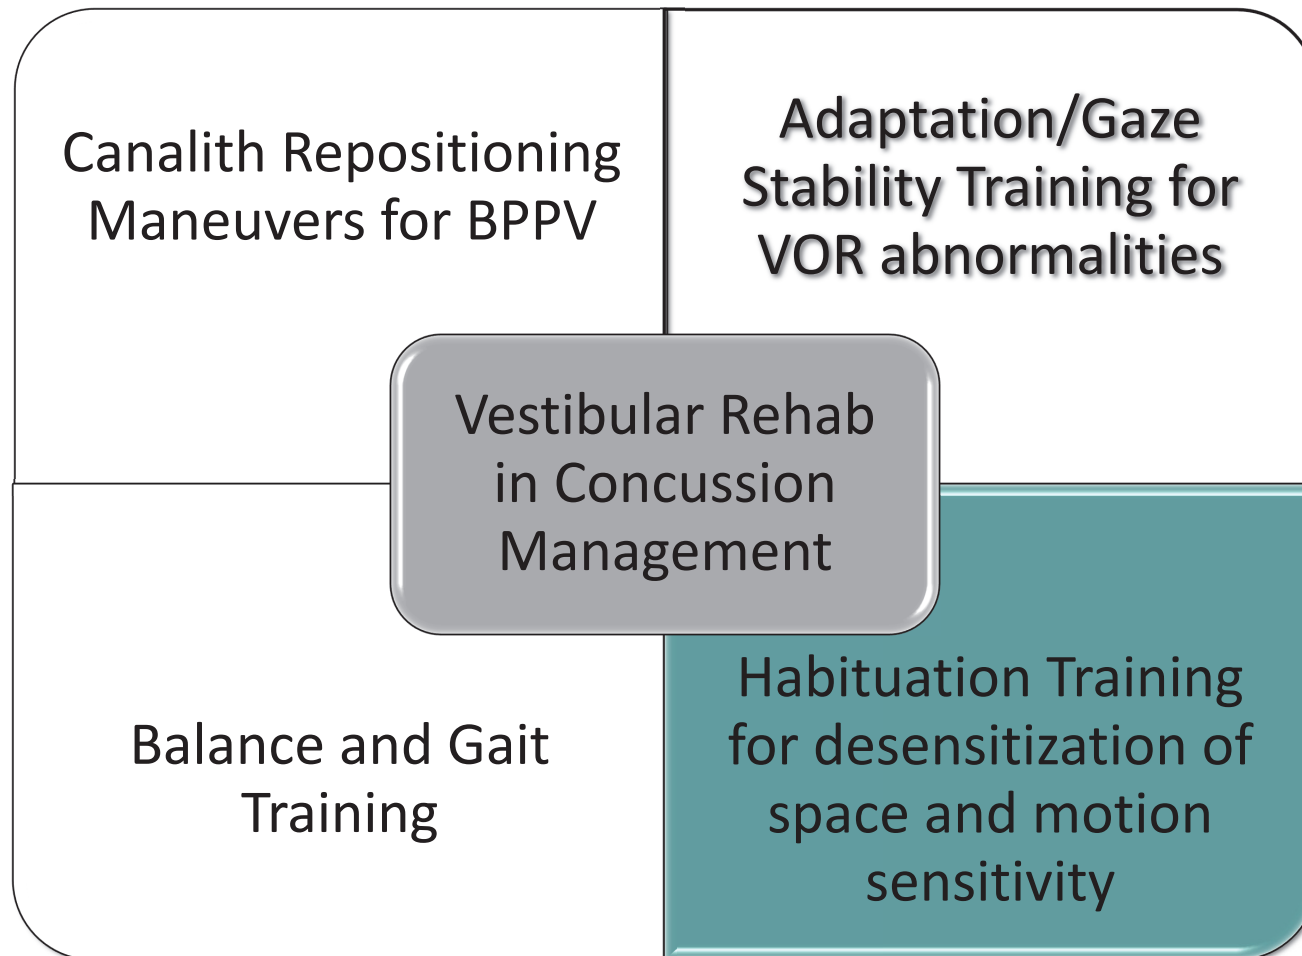 Canalith Repositioning
Maneuvers for BPPV
Adaptation/Gaze
Stability Training for
VOR abnormalities
Vestibular Rehab
in Concussion
Management
Balance and Gait
Training
Habituation Training
for desensitization of
space and motion
sensitivity